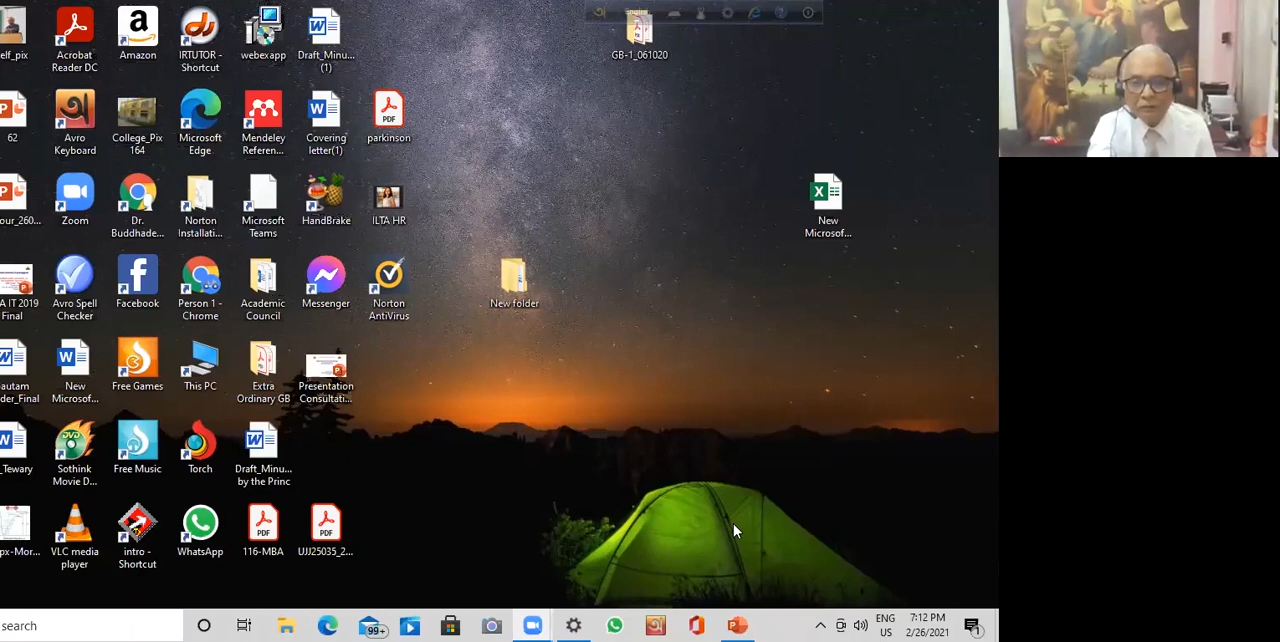 elf_pix
Acrobat
Reader DC
Amazon
IRTUTOR -
Shortcut
webexapp
Draft_Minu...
(1)
GB-1_061020
62
Avro
Keyboard
College_Pix
164
Microsoft
Edge
Mendeley
Referen...
Covering
letter(1)
parkinson
our_260...
Zoom
Dr.
Buddhade...
Norton
Installati...
Microsoft
Teams
HandBrake
ILTA HR
New
Microsof...
A IT 2019
Final
Avro Spell
Checker
Facebook
Person 1 -
Chrome
Academic
Council
Messenger
Norton
AntiVirus
New folder
autam
der_Final
New
Microsof...
Free Games
This PC
Extra
Ordinary GB
Presentation
Consultati...
_Tewary
Sothink
Movie D...
Free Music
Torch
Draft_Minu...
by the Princ
px-Mor...
VLC media
player
intro -
Shortcut
WhatsApp
116-MBA
UJJ25035_2...
search
99+
ENG
US
7:12 PM
2/26/2021
1